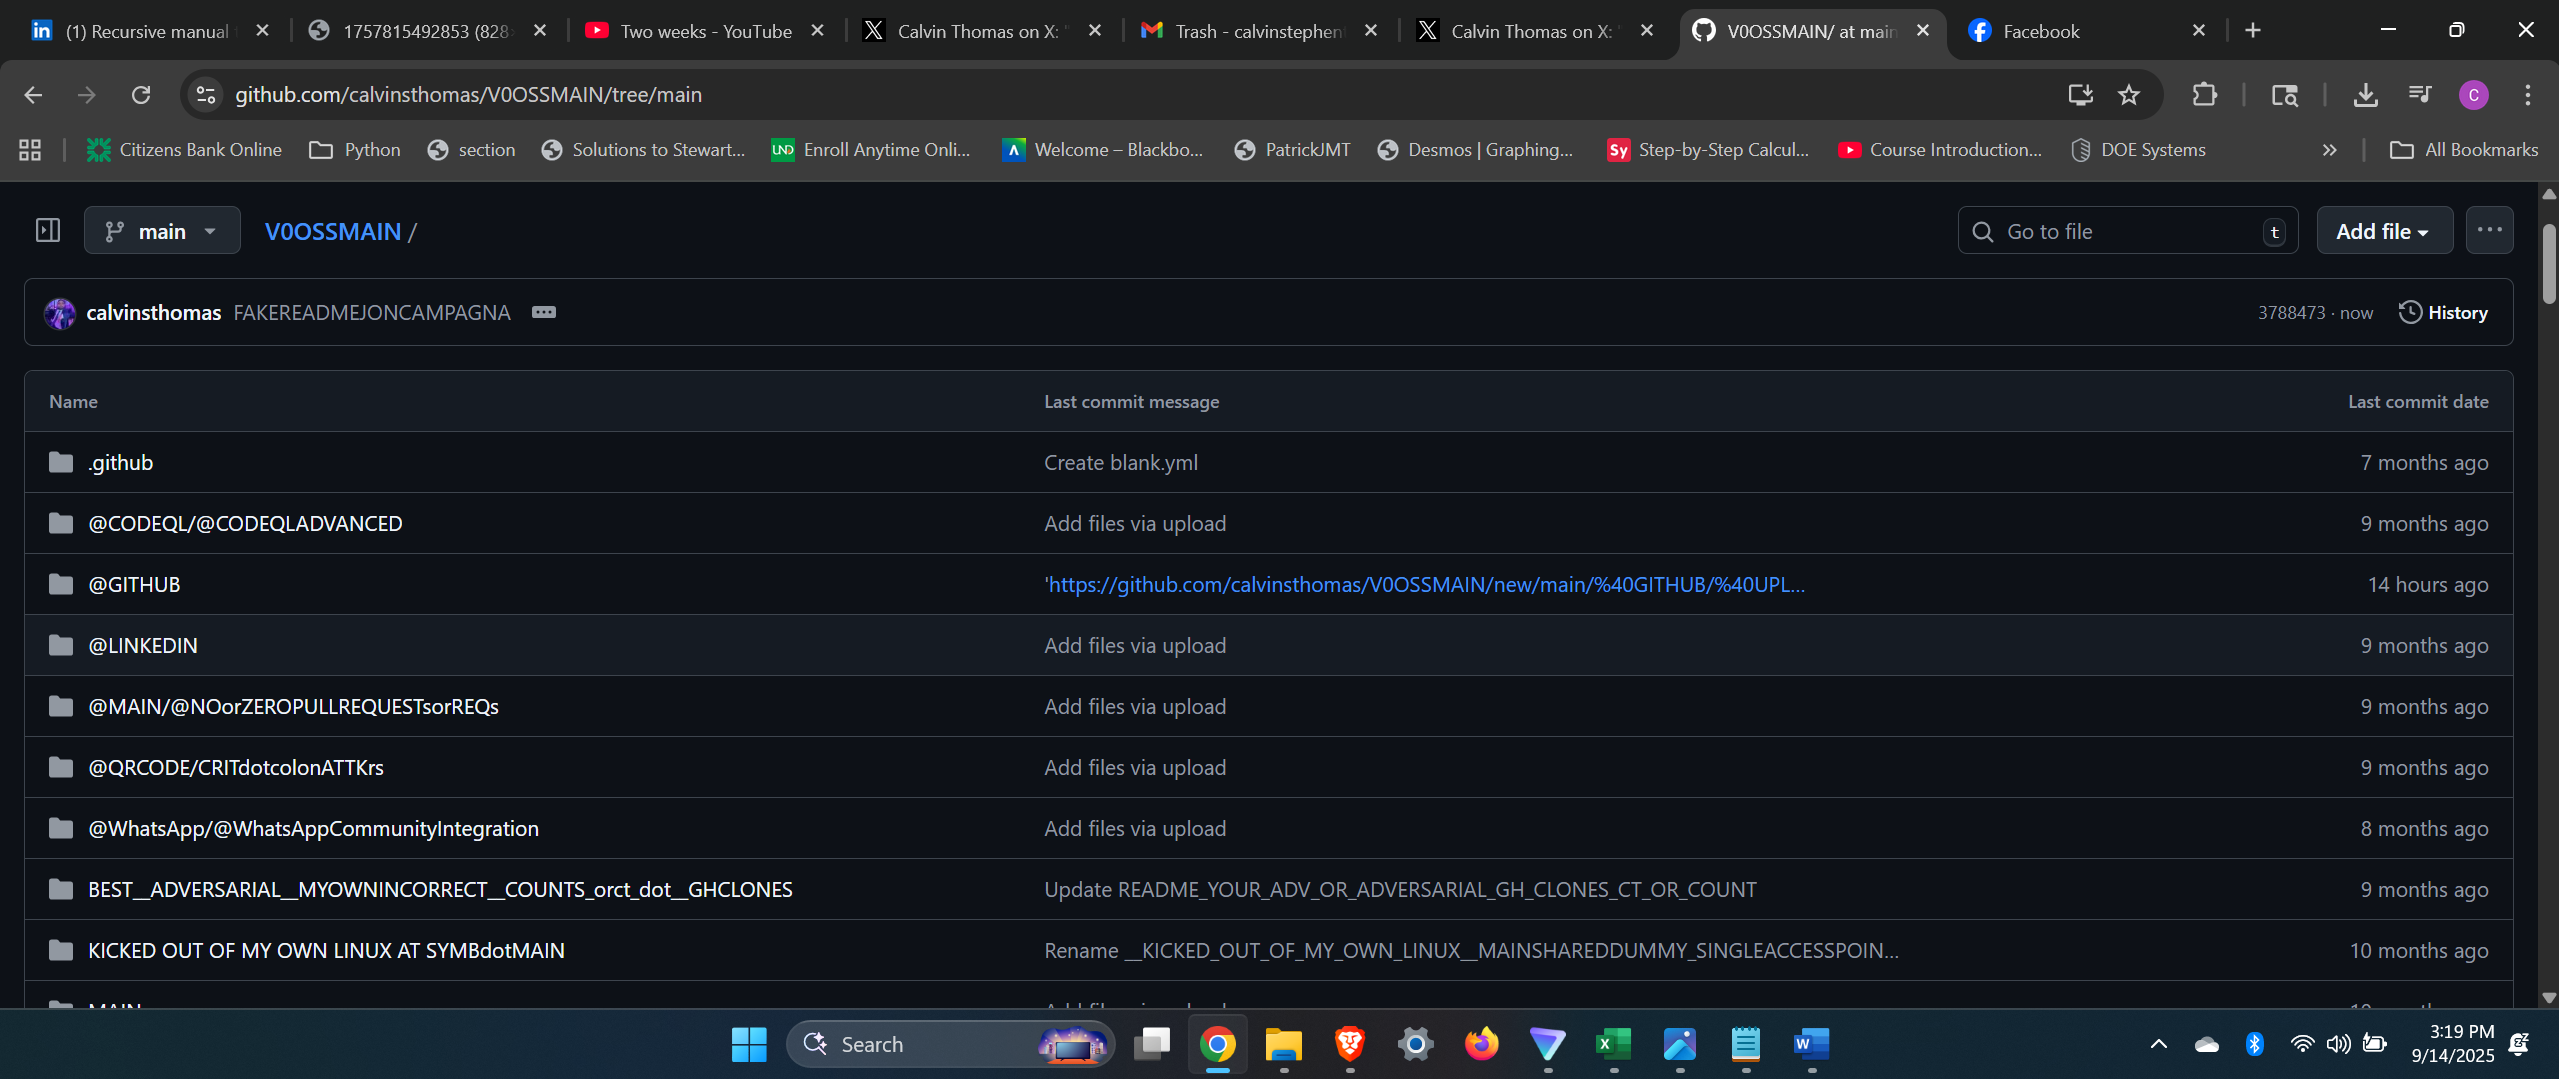 (1) Recursive manual
1757815492853 (828
Two weeks - YouTube
Calvin Thomas on X: "
Trash - calvinstephen
Calvin Thomas on X:
V0OSSMAIN/ at main
Facebook
github.com/calvinsthomas/V0OSSMAIN/tree/main
C
Citizens Bank Online
Python
section
Solutions to Stewart...
UND
Enroll Anytime Onli...
Welcome – Blackbo...
PatrickJMT
Desmos | Graphing...
Sy
Step-by-Step Calcul...
Course Introduction...
DOE Systems
All Bookmarks
main
V0OSSMAIN /
Go to file
t
Add file
calvinsthomas FAKEREADMEJONCAMPAGNA
3788473 · now
History
Name Last commit message Last commit date
.github Create blank.yml 7 months ago
@CODEQL/@CODEQLADVANCED Add files via upload 9 months ago
@GITHUB 'https://github.com/calvinsthomas/V0OSSMAIN/new/main/%40GITHUB/%40UPL... 14 hours ago
@LINKEDIN Add files via upload 9 months ago
@MAIN/@NOorZEROPULLREQUESTsorREQs Add files via upload 9 months ago
@QRCODE/CRITdotcolonATTKrs Add files via upload 9 months ago
@WhatsApp/@WhatsAppCommunityIntegration Add files via upload 8 months ago
BEST__ADVERSARIAL__MYOWNINCORRECT__COUNTS_orct_dot__GHCLONES Update README_YOUR_ADV_OR_ADVERSARIAL_GH_CLONES_CT_OR_COUNT 9 months ago
KICKED OUT OF MY OWN LINUX AT SYMBdotMAIN Rename __KICKED_OUT_OF_MY_OWN_LINUX__MAINSHAREDDUMMY_SINGLEACCESSPOIN... 10 months ago
Search
3:19 PM
9/14/2025